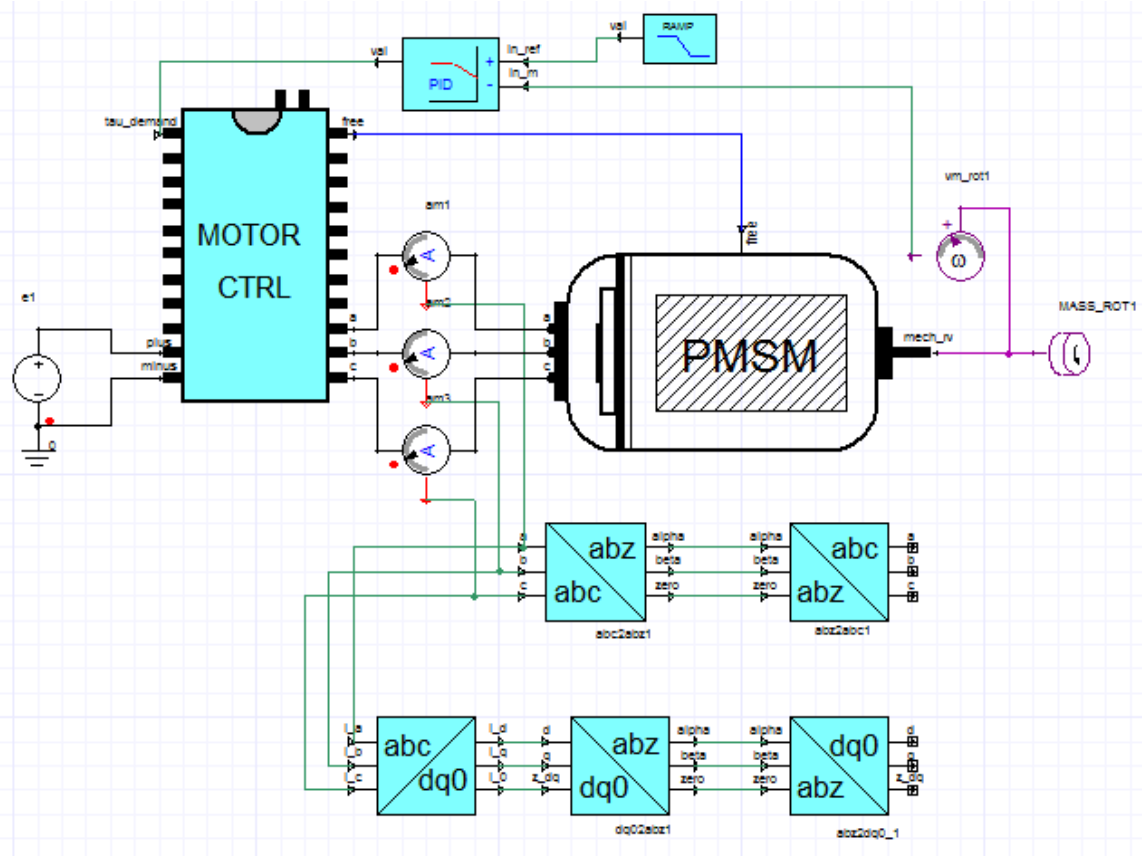 RAMP
val
in_ref
in_m
val
+
-
PID
tau_demand
free
vm_rot1
am1
free
+
ω
MOTOR
CTRL
A
e1
am2
MASS_ROT1
a
a
plus
b
A
b
mech_rv
minus
c
c
PMSM
+
-
am3
0
A
a
abz
alpha
alpha
abc
a
b
beta
beta
b
c
abc
zero
zero
abz
c
abc2abz1
abz2abc1
i_a
abc
i_d
d
abz
alpha
alpha
dq0
d
i_b
i_q
q
beta
beta
q
i_c
dq0
i_0
z_dq
dq0
zero
zero
abz
z_dq
dq02abz1
abz2dq0_1